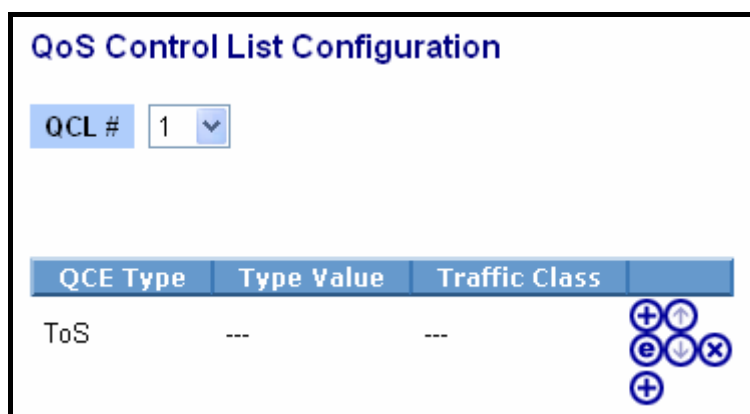 QoS Control List Configuration
QCL # 1
QCE Type Type Value Traffic Class
ToS --- ---
e